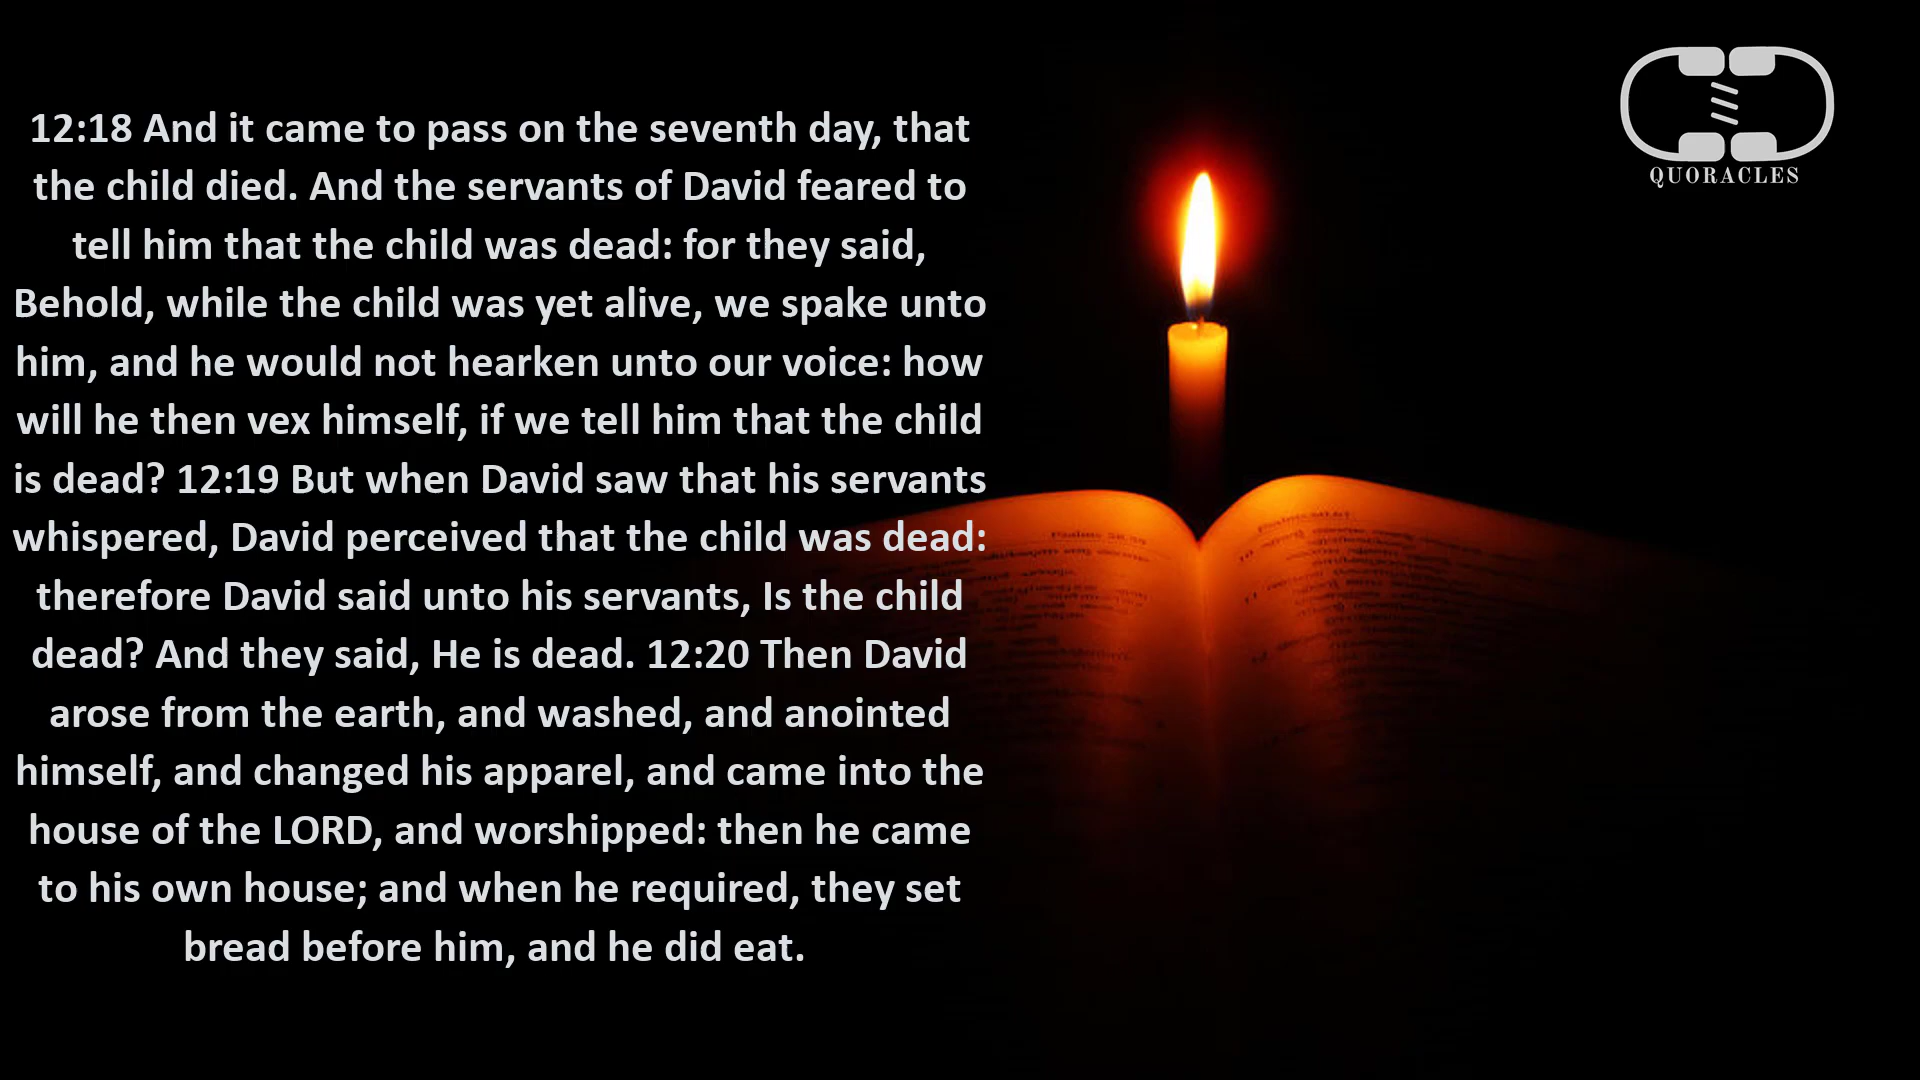 12:18 And it came to pass on the seventh day, that
the child died. And the servants of David feared to
tell him that the child was dead: for they said,
Behold, while the child was yet alive, we spake unto
him, and he would not hearken unto our voice: how
will he then vex himself, if we tell him that the child
is dead? 12:19 But when David saw that his servants
whispered, David perceived that the child was dead:
therefore David said unto his servants, Is the child
dead? And they said, He is dead. 12:20 Then David
arose from the earth, and washed, and anointed
himself, and changed his apparel, and came into the
house of the LORD, and worshipped: then he came
to his own house; and when he required, they set
bread before him, and he did eat.
QUORACLES